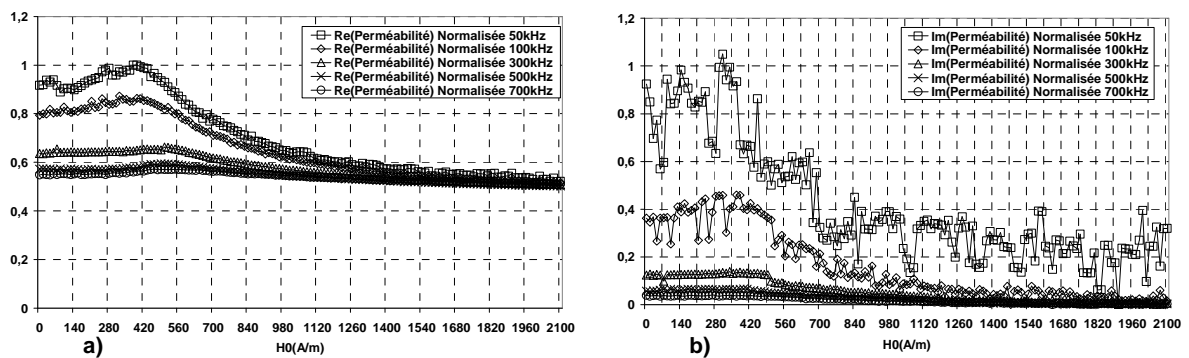 1,2
1
0,8
0,6
0,4
0,2
0
Re(Perméabilité) Normalisée 50kHz
Re(Perméabilité) Normalisée 100kHz
Re(Perméabilité) Normalisée 300kHz
Re(Perméabilité) Normalisée 500kHz
Re(Perméabilité) Normalisée 700kHz
0 140 280 420 560 700 840 980 1120 1260 1400 1540 1680 1820 1960 2100
a)
H0(A/m)
1,2
1
0,8
0,6
0,4
0,2
0
Im(Perméabilité) Normalisée 50kHz
Im(Perméabilité) Normalisée 100kHz
Im(Perméabilité) Normalisée 300kHz
Im(Perméabilité) Normalisée 500kHz
Im(Perméabilité) Normalisée 700kHz
0 140 280 420 560 700 840 980 1120 1260 1400 1540 1680 1820 1960 2100
b)
H0(A/m)